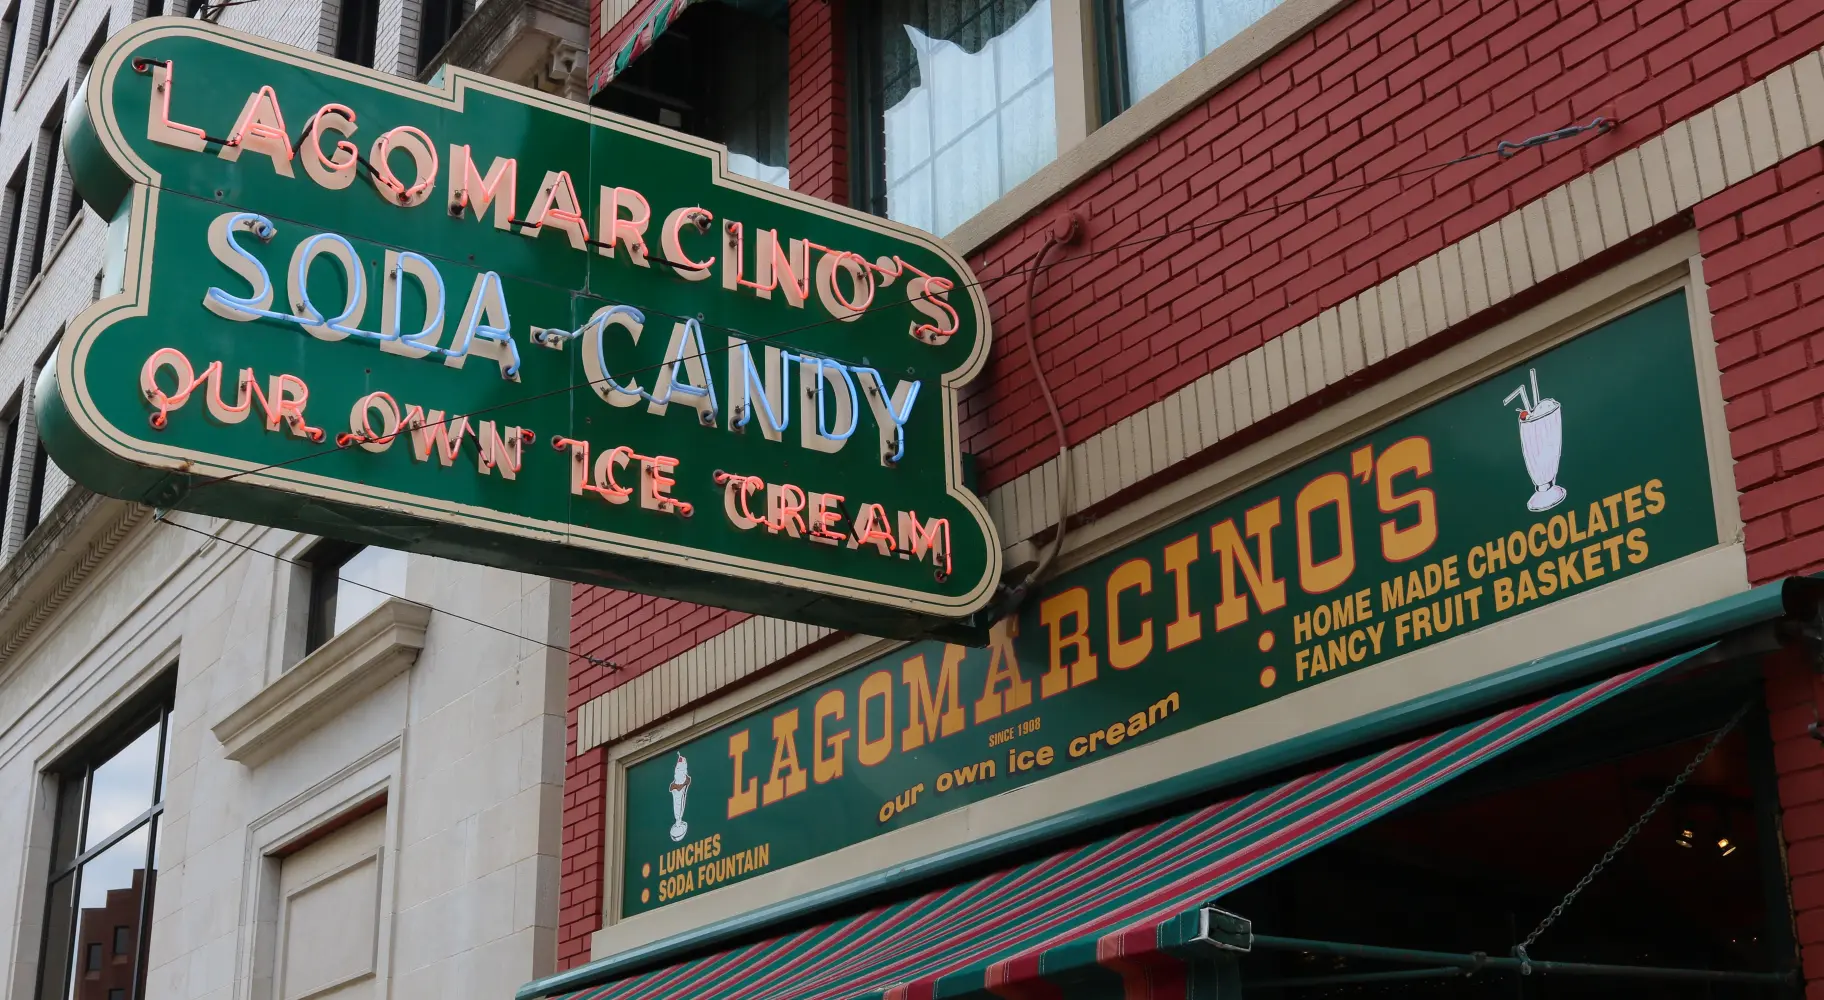 LAGOMARCINO'S
SODA-CANDY
OUR OWN ICE CREAM
LAGOMARCINO'S
SINCE 1908
our own ice cream
LUNCHES
SODA FOUNTAIN
HOME MADE CHOCOLATES
FANCY FRUIT BASKETS